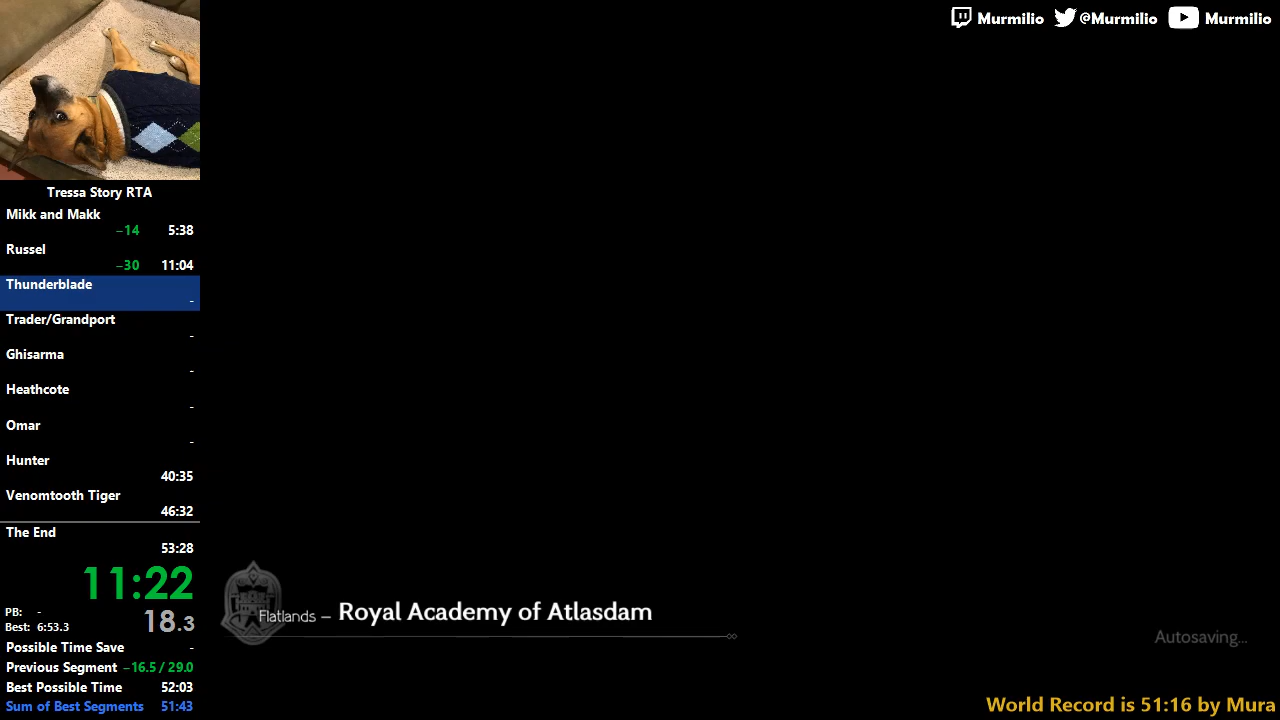 Murmilio @Murmilio Murmilio
Tressa Story RTA
Mikk and Makk
−14 5:38
Russel
−30 11:04
Thunderblade
-
Trader/Grandport
-
Ghisarma
-
Heathcote
-
Omar
-
Hunter
40:35
Venomtooth Tiger
46:32
The End
53:28
11:22
PB: -
Best: 6:53.3
18.3
Possible Time Save -
Previous Segment −16.5 / 29.0
Best Possible Time 52:03
Sum of Best Segments 51:43
Flatlands – Royal Academy of Atlasdam
Autosaving...
World Record is 51:16 by Mura